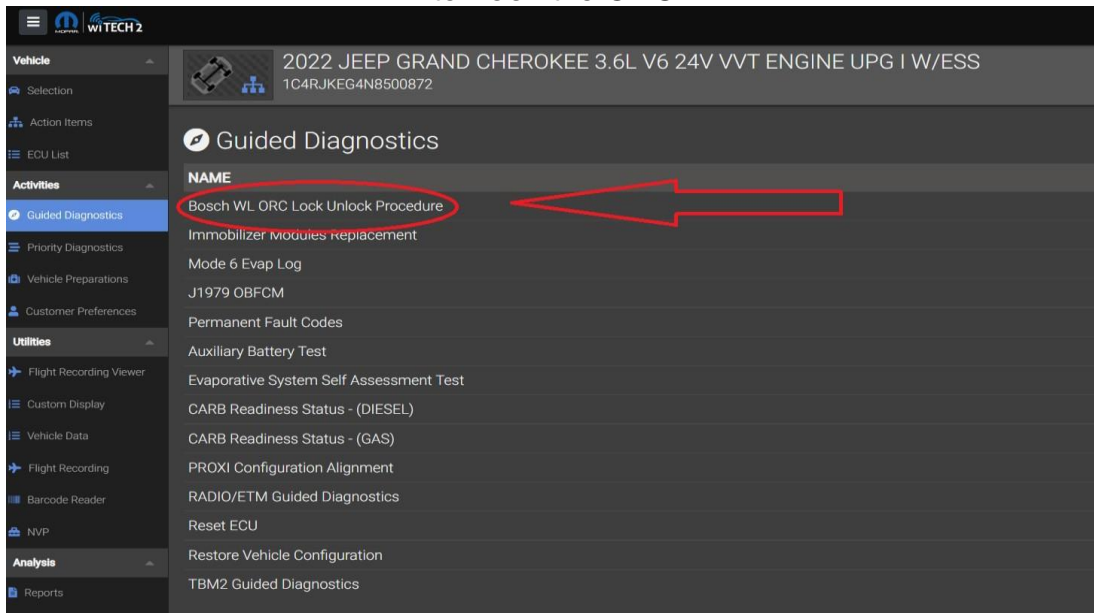 MOPAR wiTECH 2
Vehicle
Selection
Action Items
ECU List
Activities
Guided Diagnostics
Priority Diagnostics
Vehicle Preparations
Customer Preferences
Utilities
Flight Recording Viewer
Custom Display
Vehicle Data
Flight Recording
Barcode Reader
NVP
Analysis
Reports
2022 JEEP GRAND CHEROKEE 3.6L V6 24V VVT ENGINE UPG I W/ESS
1C4RJKEG4N8500872
Guided Diagnostics
NAME
Bosch WL ORC Lock Unlock Procedure
Immobilizer Modules Replacement
Mode 6 Evap Log
J1979 OBFCM
Permanent Fault Codes
Auxiliary Battery Test
Evaporative System Self Assessment Test
CARB Readiness Status - (DIESEL)
CARB Readiness Status - (GAS)
PROXI Configuration Alignment
RADIO/ETM Guided Diagnostics
Reset ECU
Restore Vehicle Configuration
TBM2 Guided Diagnostics